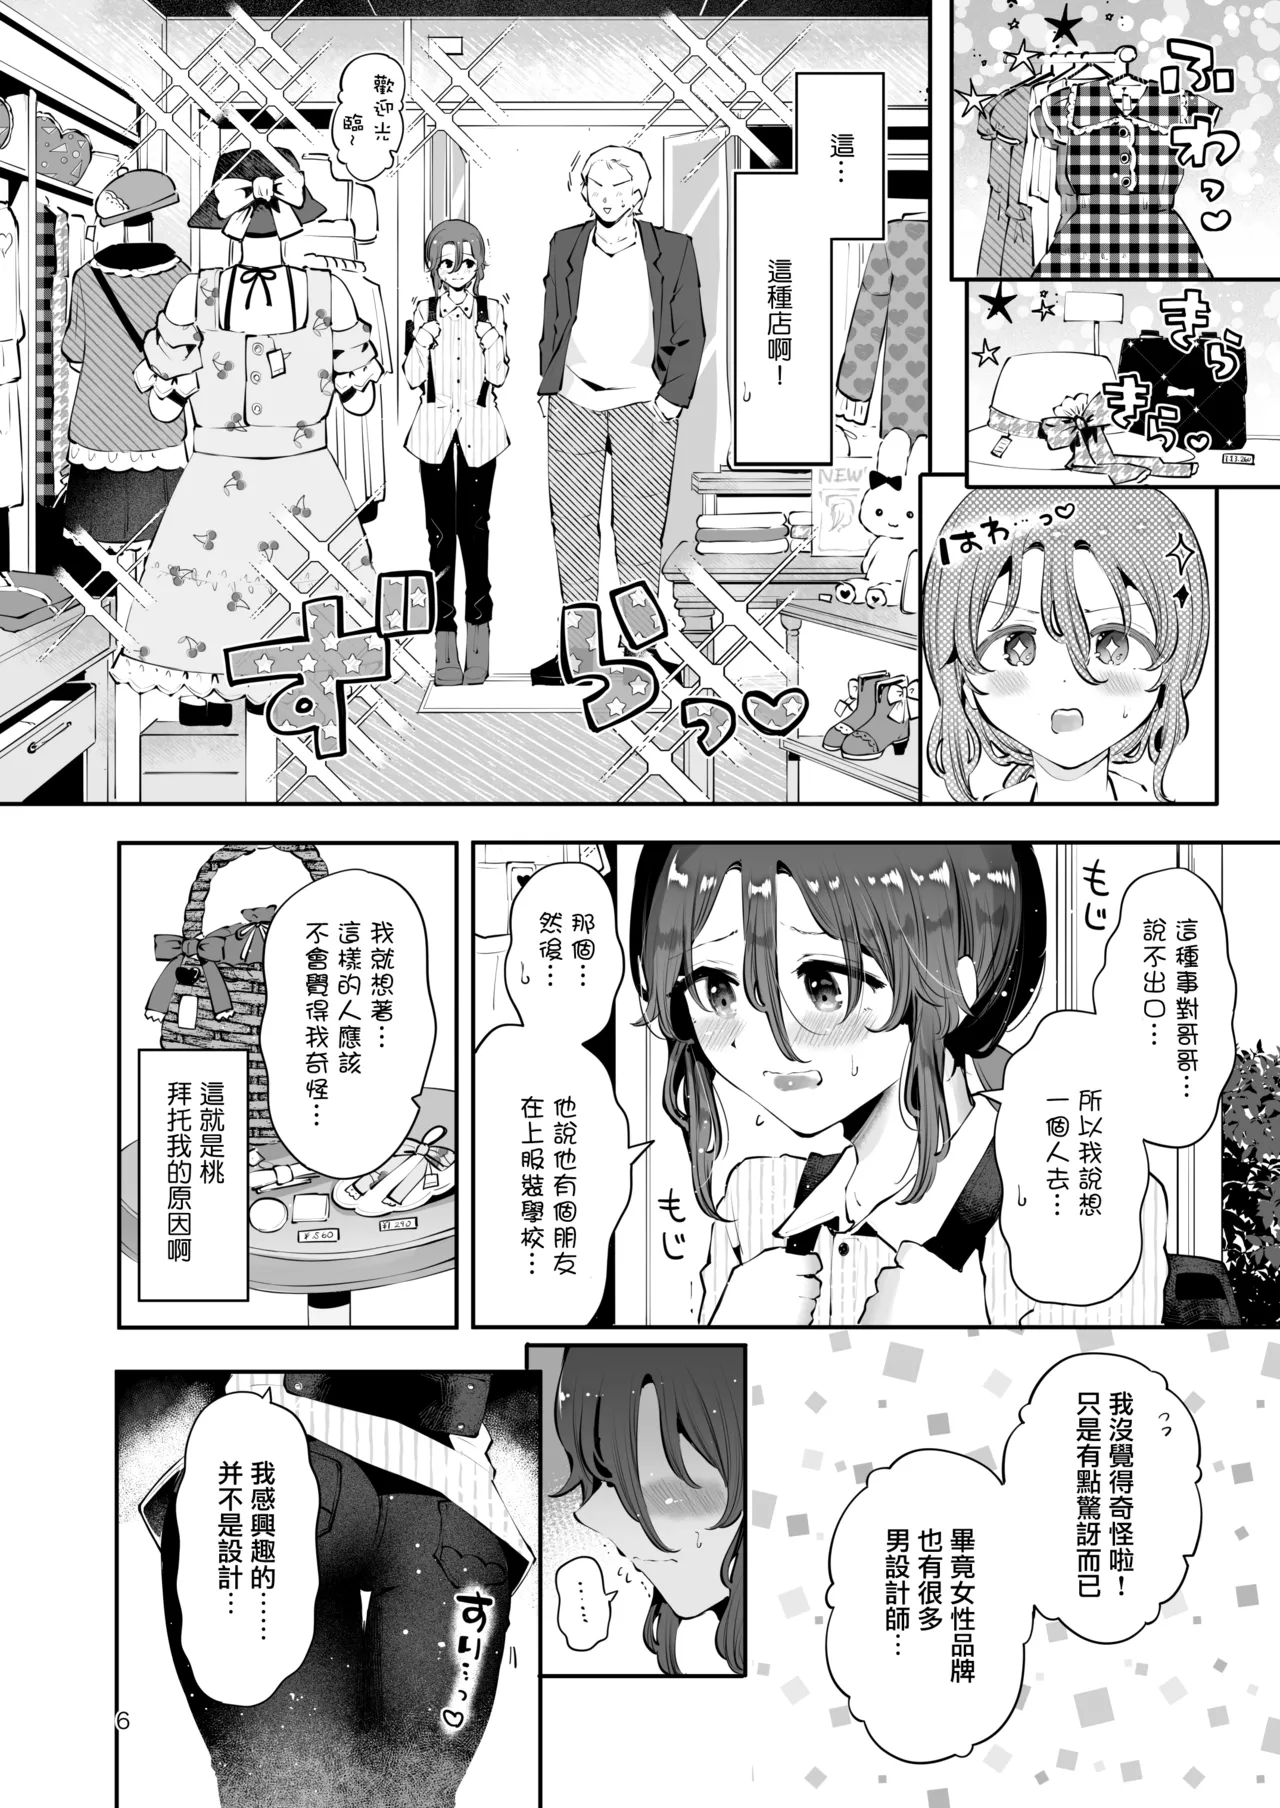 ふ
わっ♡
きら
きら♡
¥13.260
はわ…っ♡
歡迎光
臨~
這…
這種店啊!
NEW
ず
らっ♡
もじ
這種事對哥哥…
說不出口…
所以我說想
一個人去…
那個…
然後…
他說他有個朋友
在上服裝學校…
もじ
我就想著…
這樣的人應該
不會覺得我奇怪…
這就是桃
拜托我的原因啊
¥560
¥1290
我沒覺得奇怪啦!
只是有點驚訝而已
畢竟女性品牌
也有很多
男設計師…
……
我感興趣的……
并不是設計…
すり…っ♡
6